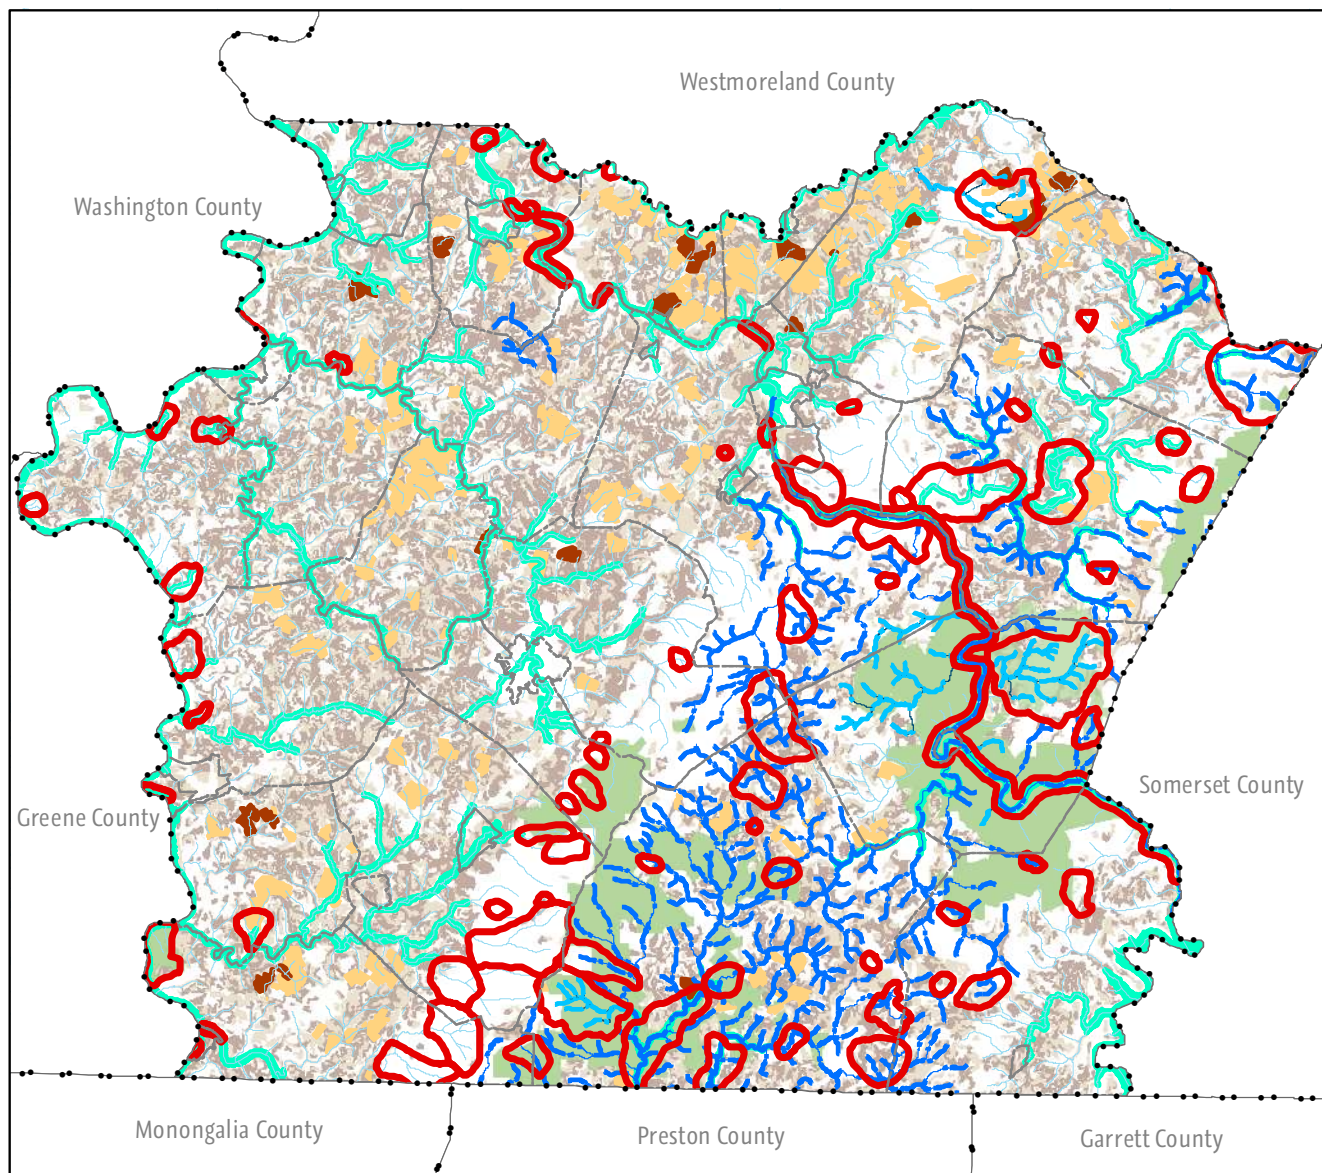 Westmoreland County
Washington County
Somerset County
Greene County
Monongalia County
Preston County
Garrett County